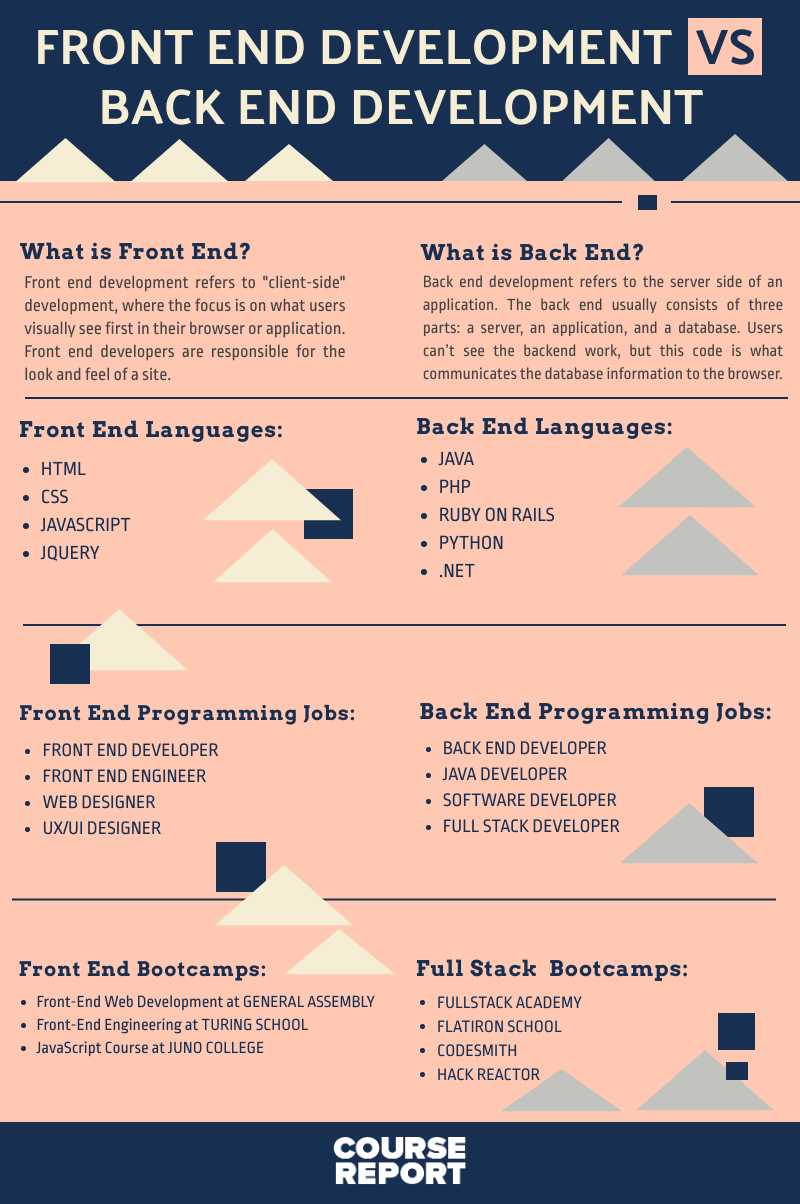 FRONT END DEVELOPMENT VS
BACK END DEVELOPMENT
What is Front End?
Front end development refers to "client-side"
development, where the focus is on what users
visually see first in their browser or application.
Front end developers are responsible for the
look and feel of a site.
What is Back End?
Back end development refers to the server side of an
application. The back end usually consists of three
parts: a server, an application, and a database. Users
can't see the backend work, but this code is what
communicates the database information to the browser.
Front End Languages:
• HTML
• CSS
• JAVASCRIPT
• JQUERY
Back End Languages:
• JAVA
• PHP
• RUBY ON RAILS
• PYTHON
• .NET
Front End Programming Jobs:
• FRONT END DEVELOPER
• FRONT END ENGINEER
• WEB DESIGNER
• UX/UI DESIGNER
Back End Programming Jobs:
• BACK END DEVELOPER
• JAVA DEVELOPER
• SOFTWARE DEVELOPER
• FULL STACK DEVELOPER
Front End Bootcamps:
• Front-End Web Development at GENERAL ASSEMBLY
• Front-End Engineering at TURING SCHOOL
• JavaScript Course at JUNO COLLEGE
Full Stack Bootcamps:
• FULLSTACK ACADEMY
• FLATIRON SCHOOL
• CODESMITH
• HACK REACTOR
COURSE
REPORT